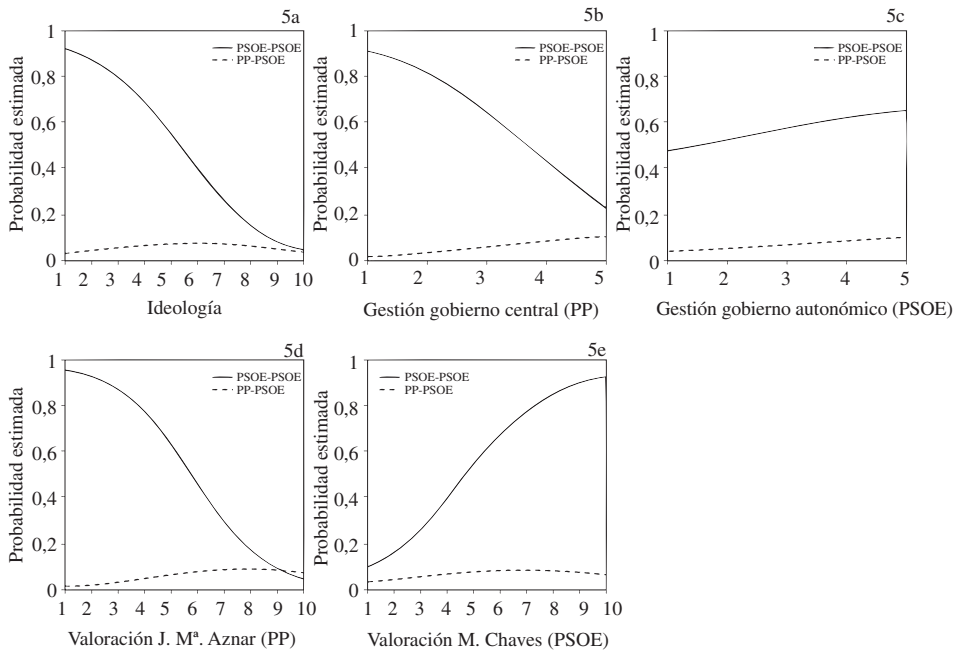 5a
1
0,8
0,6
0,4
0,2
0
Probabilidad estimada
PSOE-PSOE
PP-PSOE
1 2 3 4 5 6 7 8 9 10
Ideología
5b
1
0,8
0,6
0,4
0,2
0
Probabilidad estimada
PSOE-PSOE
PP-PSOE
1 2 3 4 5
Gestión gobierno central (PP)
5c
1
0,8
0,6
0,4
0,2
0
Probabilidad estimada
PSOE-PSOE
PP-PSOE
1 2 3 4 5
Gestión gobierno autonómico (PSOE)
5d
1
0,8
0,6
0,4
0,2
0
Probabilidad estimada
PSOE-PSOE
PP-PSOE
1 2 3 4 5 6 7 8 9 10
Valoración J. Mª. Aznar (PP)
5e
1
0,8
0,6
0,4
0,2
0
Probabilidad estimada
PSOE-PSOE
PP-PSOE
1 2 3 4 5 6 7 8 9 10
Valoración M. Chaves (PSOE)